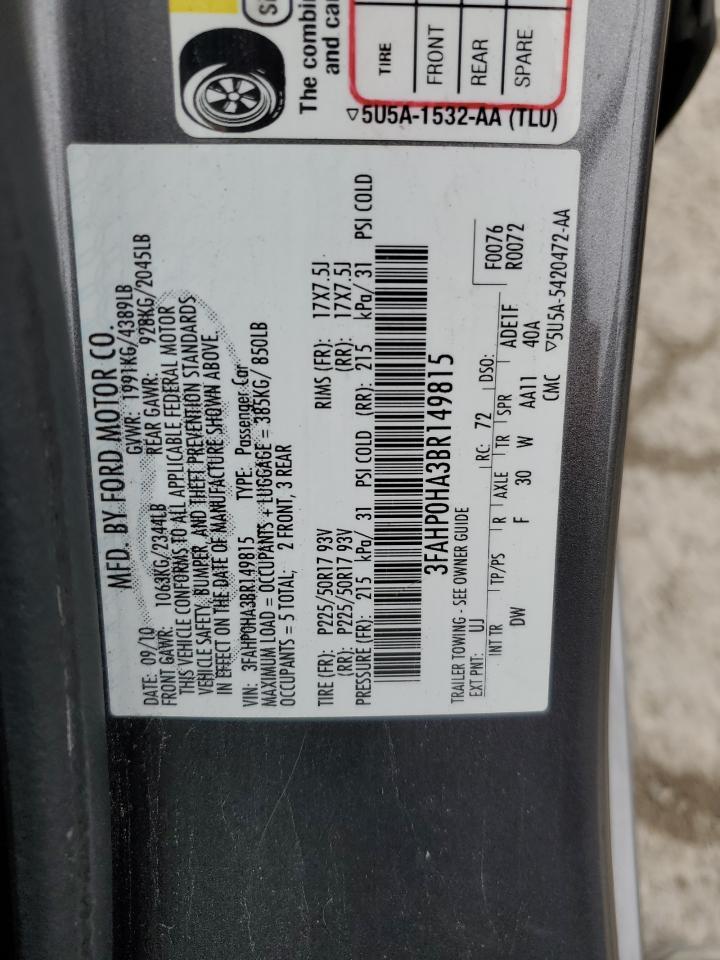 The combin
and car
TIRE
FRONT
REAR
SPARE
▽5U5A-1532-AA (TLU)
MFD. BY FORD MOTOR CO.
DATE: 09/10 GVWR: 1991KG/4389LB
FRONT GAWR: 1063KG/2344LB REAR GAWR: 928KG/2045LB
THIS VEHICLE CONFORMS TO ALL APPLICABLE FEDERAL MOTOR
VEHICLE SAFETY, BUMPER, AND THEFT PREVENTION STANDARDS
IN EFFECT ON THE DATE OF MANUFACTURE SHOWN ABOVE.
VIN: 3FAHP0HA3BR149815 TYPE: Passenger Car
MAXIMUM LOAD = OCCUPANTS + LUGGAGE = 385KG/ 850LB
OCCUPANTS = 5 TOTAL, 2 FRONT, 3 REAR
TIRE (FR): P225/50R17 93V RIMS (FR): 17X7.5J
(RR): P225/50R17 93V (RR): 17X7.5J
PRESSURE (FR): 215 kPa/ 31 PSI COLD (RR): 215 kPa/ 31 PSI COLD
3FAHP0HA3BR149815
TRAILER TOWING - SEE OWNER GUIDE
F0076
R0072
EXT PNT: UJ RC: 72 DSO:
INT TR TP/PS R AXLE TR SPR ADE1F
DW F 30 W AA11 40A
CMC ▽5U5A-5420472-AA